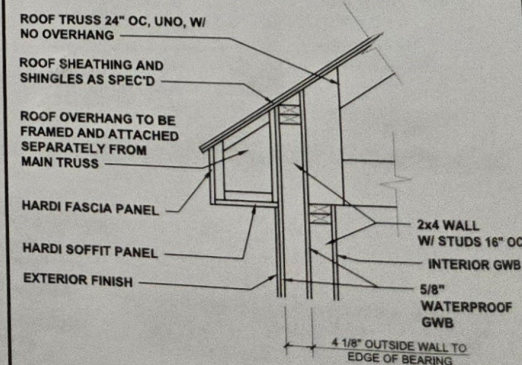 ROOF TRUSS 24" OC, UNO, W/
NO OVERHANG
ROOF SHEATHING AND
SHINGLES AS SPEC'D
ROOF OVERHANG TO BE
FRAMED AND ATTACHED
SEPARATELY FROM
MAIN TRUSS
HARDI FASCIA PANEL
HARDI SOFFIT PANEL
EXTERIOR FINISH
2x4 WALL
W/ STUDS 16" OC
INTERIOR GWB
5/8"
WATERPROOF
GWB
4 1/8" OUTSIDE WALL TO
EDGE OF BEARING